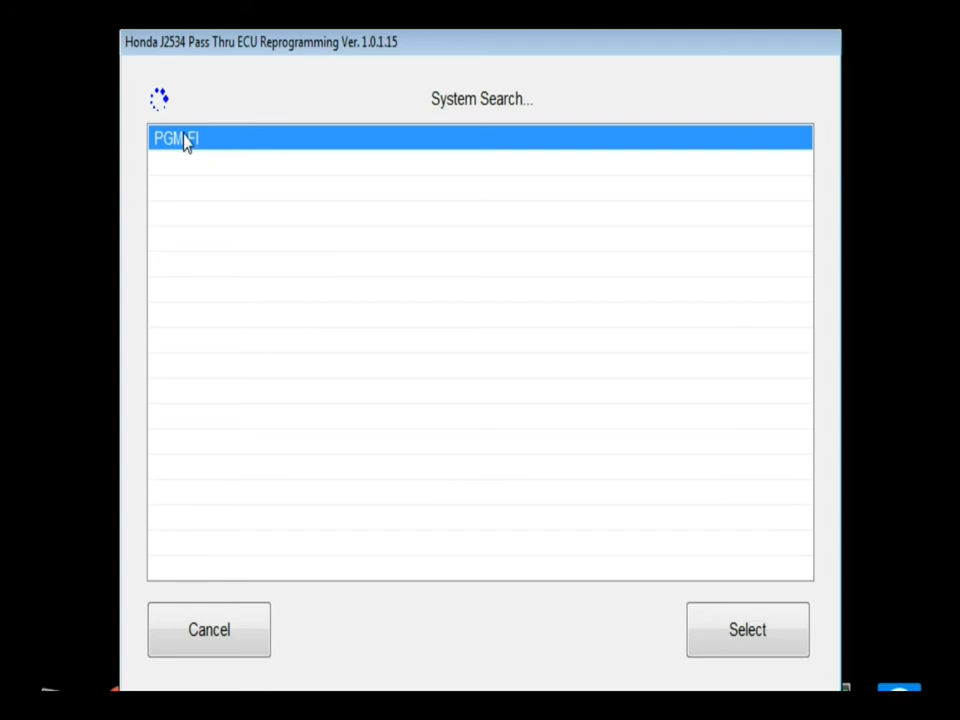 Honda J2534 Pass Thru ECU Reprogramming Ver. 1.0.1.15
System Search...
PGM-FI
Cancel
Select